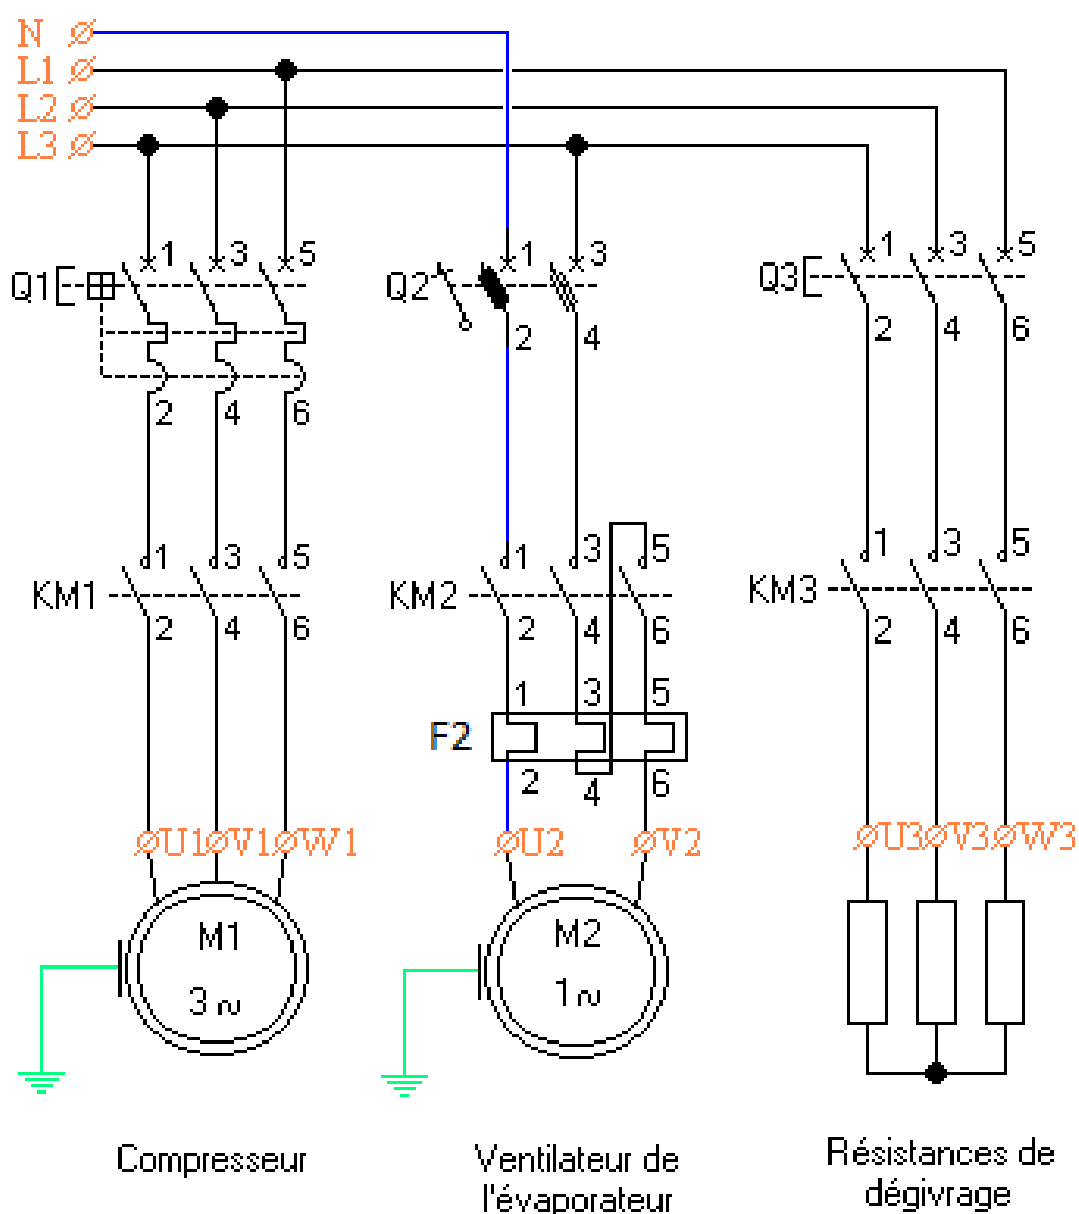 N
L1
L2
L3
1 3 5 1 3 1 3 5
Q1 Q2 Q3
2 4 2 4 6
2 4 6
1 3 5 1 3 5 1 3 5
KM1 KM2 KM3
2 4 6 2 4 6 2 4 6
1 3 5
F2
2 4 6
U1 V1 W1 U2 V2 U3 V3 W3
M1 M2
3 ~ 1 ~
Compresseur
Ventilateur de
l'évaporateur
Résistances de
dégivrage